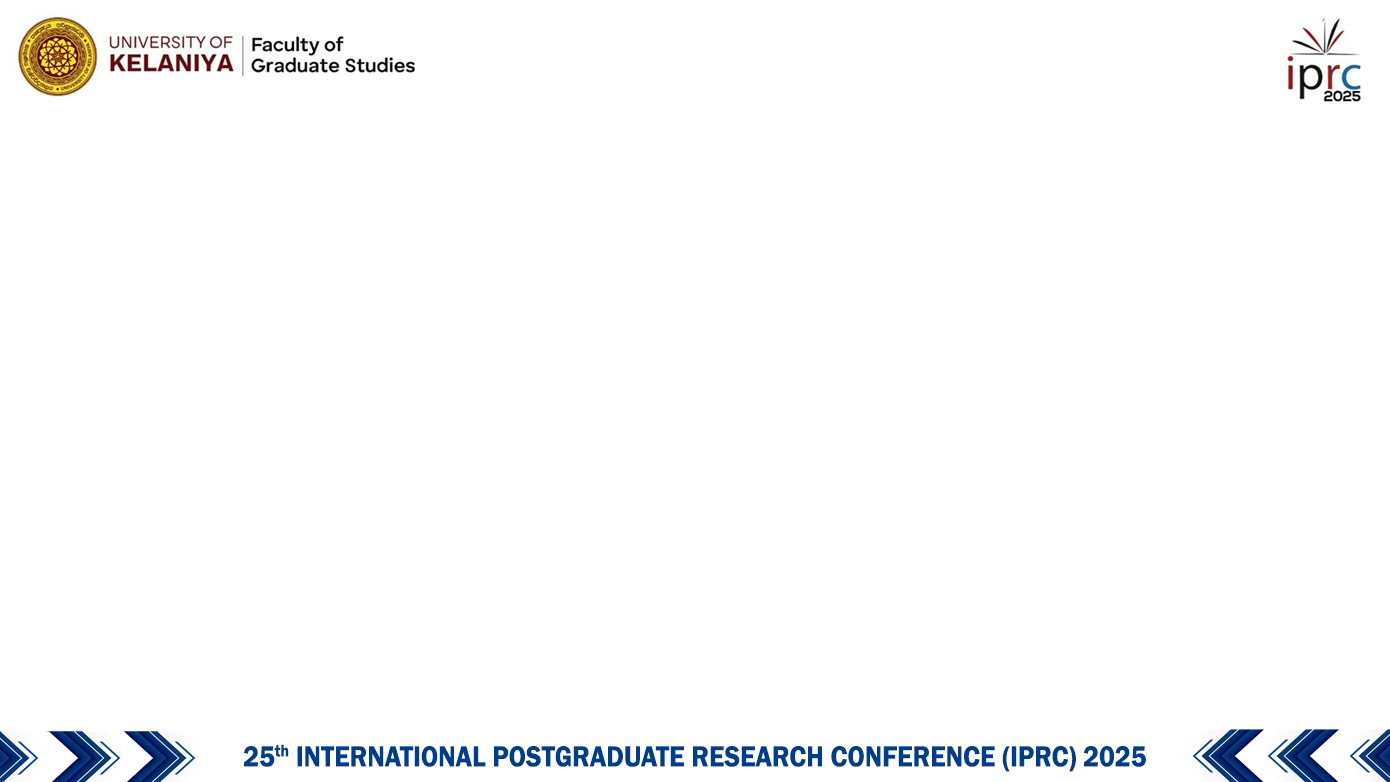 UNIVERSITY OF
KELANIYA
Faculty of
Graduate Studies
iprc
2025
25th INTERNATIONAL POSTGRADUATE RESEARCH CONFERENCE (IPRC) 2025